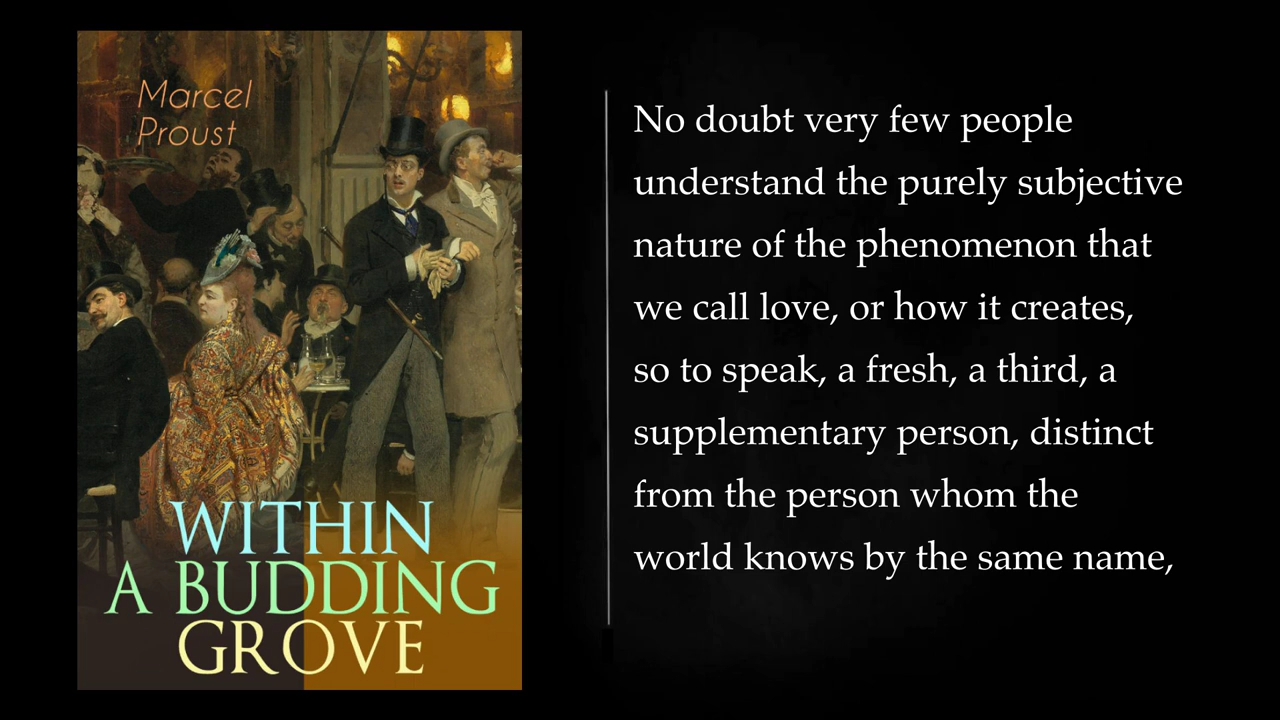 Marcel
Proust
WITHIN
A BUDDING
GROVE
No doubt very few people
understand the purely subjective
nature of the phenomenon that
we call love, or how it creates,
so to speak, a fresh, a third, a
supplementary person, distinct
from the person whom the
world knows by the same name,